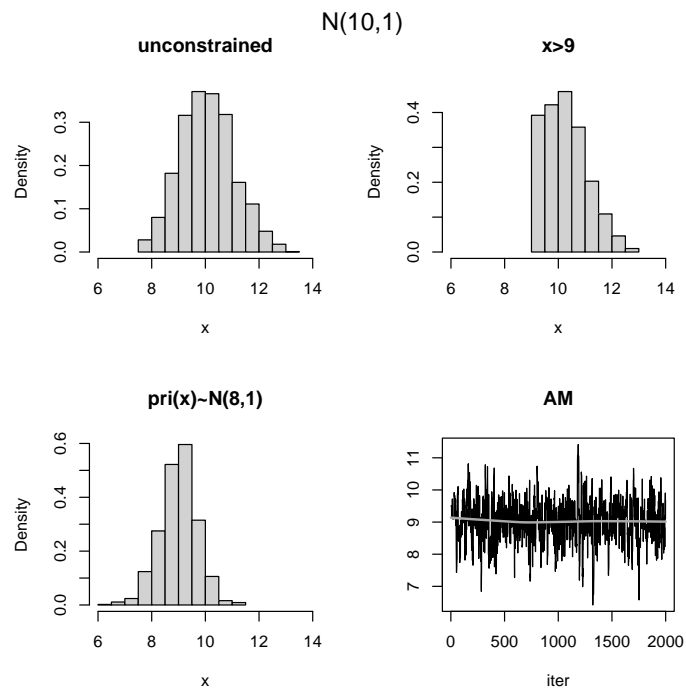 N(10,1)
unconstrained
Density
0.0 0.1 0.2 0.3
6 8 10 12 14
x
x>9
Density
0.0 0.2 0.4
6 8 10 12 14
x
pri(x)~N(8,1)
Density
0.0 0.2 0.4 0.6
6 8 10 12 14
x
AM
7 8 9 10 11
0 500 1000 1500 2000
iter